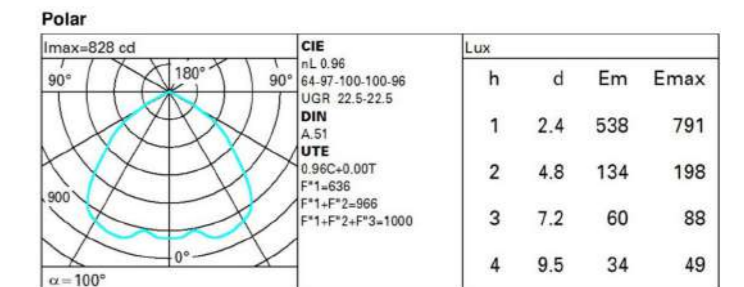 Polar
Imax=828 cd
90° 180° 90°
900
0°
α=100°
CIE
nL 0.96
64-97-100-100-96
UGR 22.5-22.5
DIN
A.51
UTE
0.96C+0.00T
F"1=636
F"1+F"2=966
F"1+F"2+F"3=1000
Lux
h d Em Emax
1 2.4 538 791
2 4.8 134 198
3 7.2 60 88
4 9.5 34 49